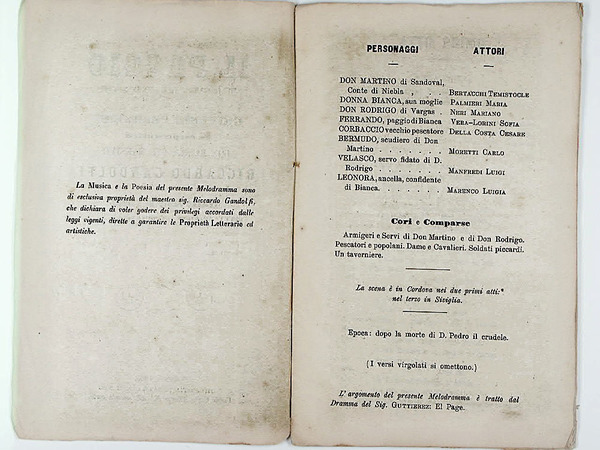 La Musica e la Poesia del presente Melodramma sono
di esclusiva proprietà del maestro sig. Riccardo Gandolfi,
che dichiara di voler godere dei privilegi accordati dalle
leggi vigenti, dirette a garantire le Proprietà Letterarie ed
artistiche.
PERSONAGGI ATTORI
DON MARTINO di Sandoval,
Conte di Niebla , . . BERTACCHI TEMISTOCLE
DONNA BIANCA, sua moglie PALMIERI MARIA
DON RODRIGO di Vargas . NERI MARIANO
FERRANDO, paggio di Bianca VERA-LORINI SOFIA
CORBACCIO vecchio pescatore DELLA COSTA CESARE
BERMUDO, scudiero di Don
Martino . . . . . . . MORETTI CARLO
VELASCO, servo fidato di D.
Rodrigo . . . . . . . MANFREDI LUIGI
LEONORA, ancella, confidente
di Bianca. . . . . . . MARENCO LUIGIA
Cori e Comparse
Armigeri e Servi di Don Martino e di Don Rodrigo.
Pescatori e popolani. Dame e Cavalieri. Soldati piccardi.
Un taverniere.
La scena è in Cordova nei due primi atti:*
nel terzo in Siviglia.
Epoca: dopo la morte di D. Pedro il crudele.
(I versi virgolati si omettono.)
L'argomento del presente Melodramma è tratto dal
Dramma del Sig. GUTTIEREZ: El Page.